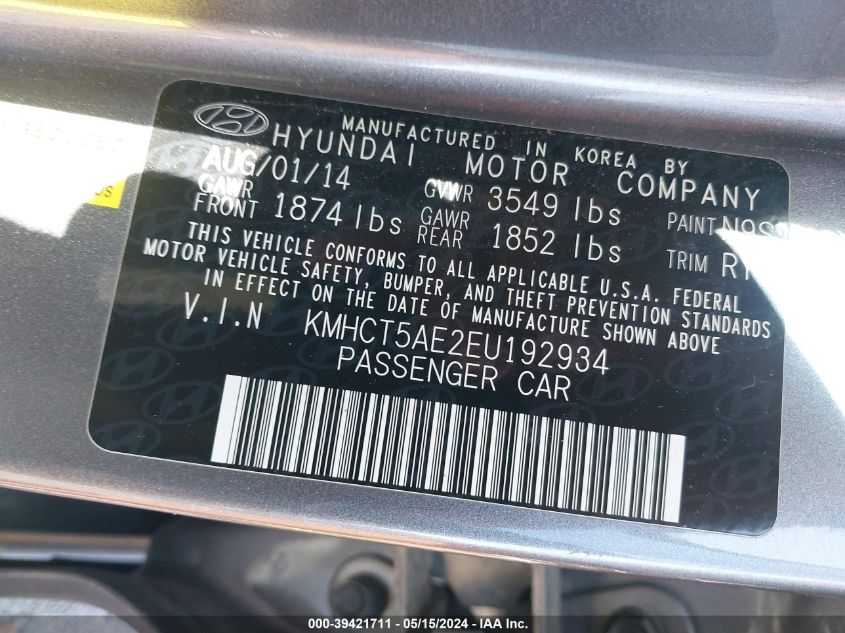 MANUFACTURED IN KOREA BY
HYUNDAI MOTOR COMPANY
AUG/01/14 GVWR 3549 lbs
GAWR FRONT 1874 lbs GAWR REAR 1852 lbs PAINT
TRIM
THIS VEHICLE CONFORMS TO ALL APPLICABLE U.S.A. FEDERAL
MOTOR VEHICLE SAFETY, BUMPER, AND THEFT PREVENTION STANDARDS
IN EFFECT ON THE DATE OF MANUFACTURE SHOWN ABOVE
V.I.N KMHCT5AE2EU192934
PASSENGER CAR
000-39421711 - 05/15/2024 - IAA Inc.